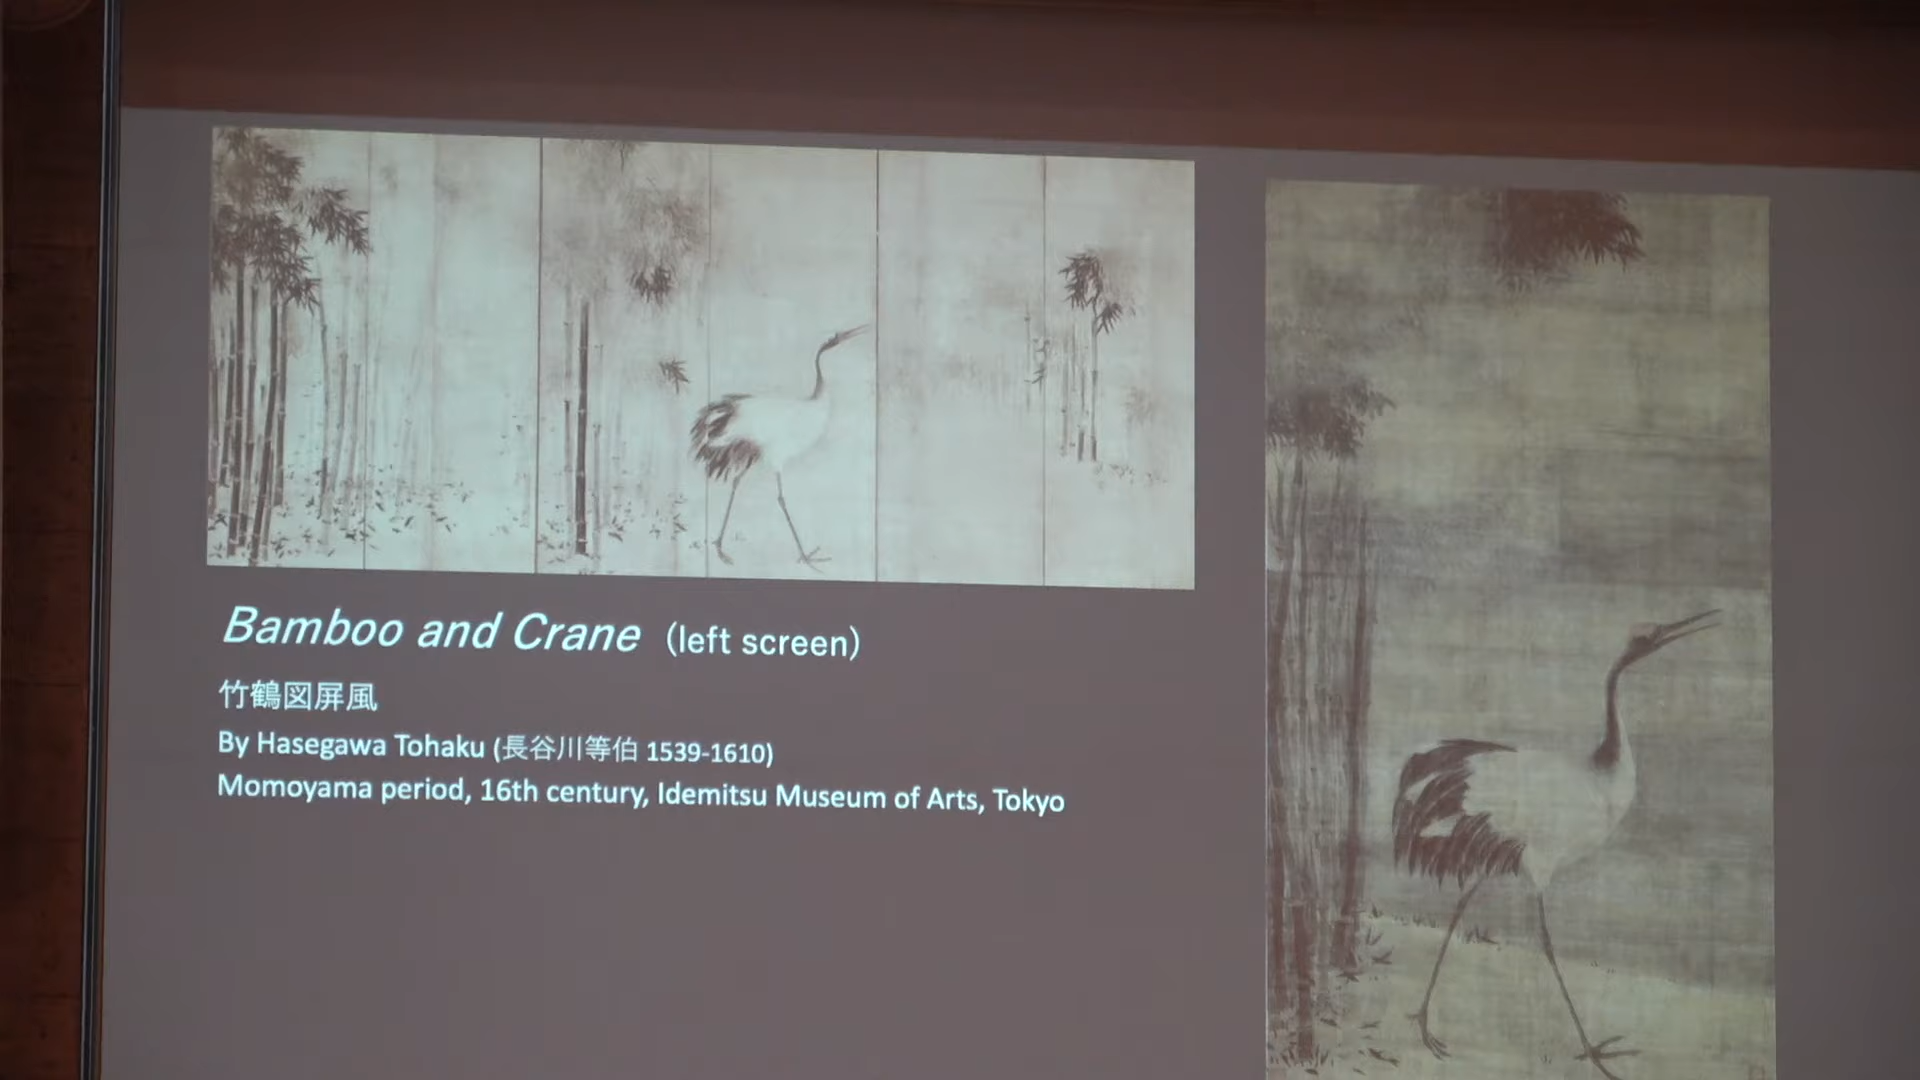 Bamboo and Crane (left screen)
竹鶴図屏風
By Hasegawa Tohaku (長谷川等伯 1539-1610)
Momoyama period, 16th century, Idemitsu Museum of Arts, Tokyo